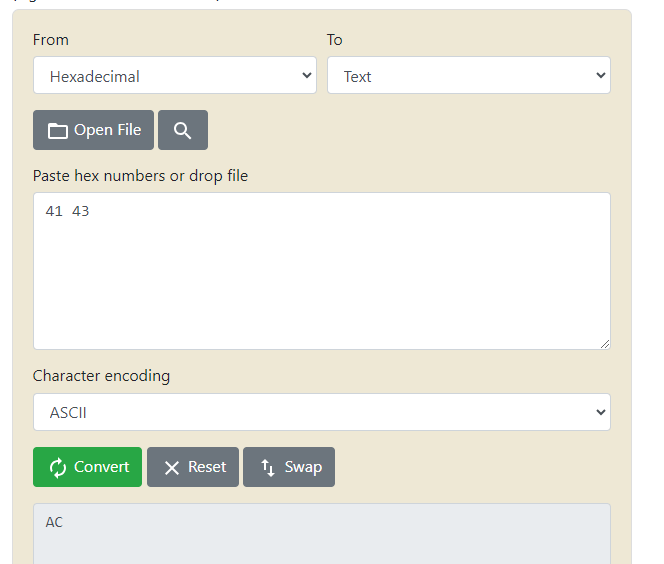 From To
Hexadecimal Text
Open File
Paste hex numbers or drop file
41 43
Character encoding
ASCII
Convert Reset Swap
AC